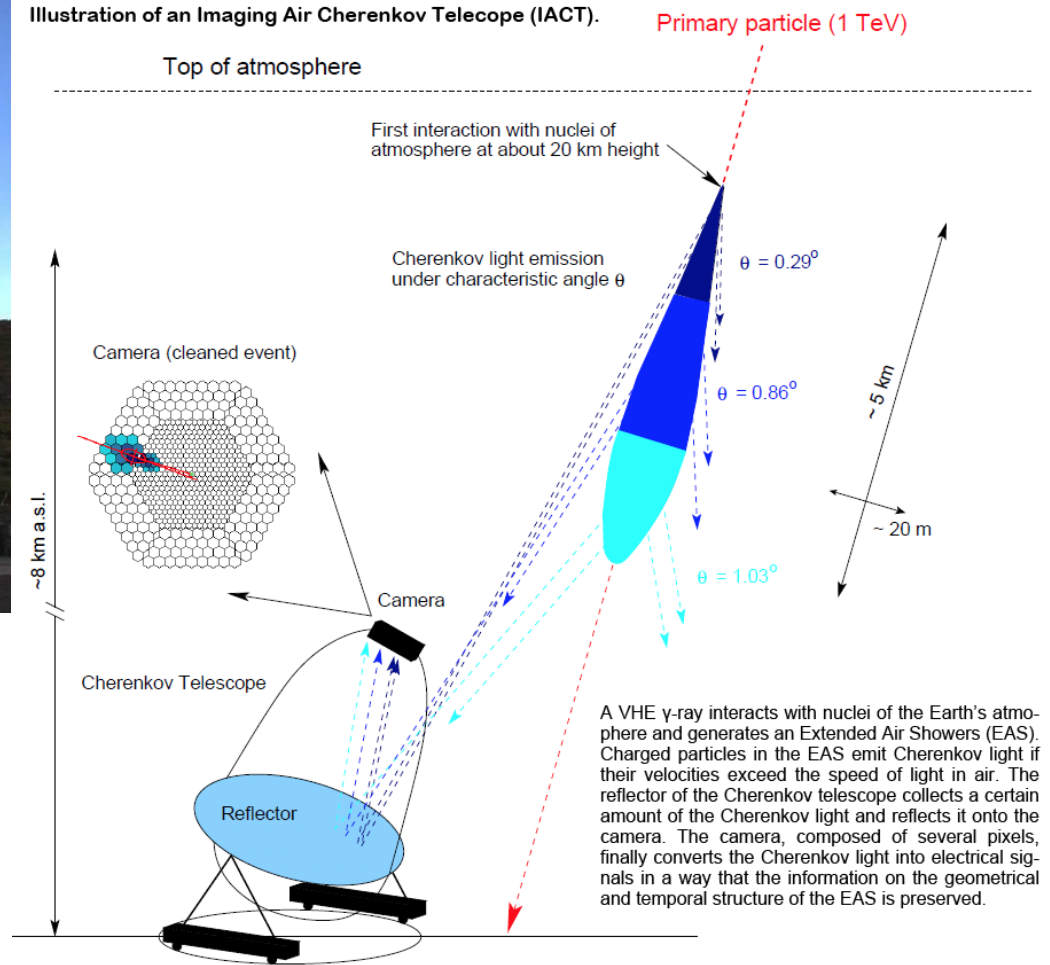 Illustration of an Imaging Air Cherenkov Telecope (IACT).
Primary particle (1 TeV)
Top of atmosphere
First interaction with nuclei of
atmosphere at about 20 km height
Cherenkov light emission
under characteristic angle θ
θ = 0.29°
Camera (cleaned event)
θ = 0.86°
~ 5 km
~ 20 m
~8 km a.s.l.
θ = 1.03°
Camera
Cherenkov Telescope
Reflector
A VHE γ-ray interacts with nuclei of the Earth's atmo-
phere and generates an Extended Air Showers (EAS).
Charged particles in the EAS emit Cherenkov light if
their velocities exceed the speed of light in air. The
reflector of the Cherenkov telescope collects a certain
amount of the Cherenkov light and reflects it onto the
camera. The camera, composed of several pixels,
finally converts the Cherenkov light into electrical sig-
nals in a way that the information on the geometrical
and temporal structure of the EAS is preserved.